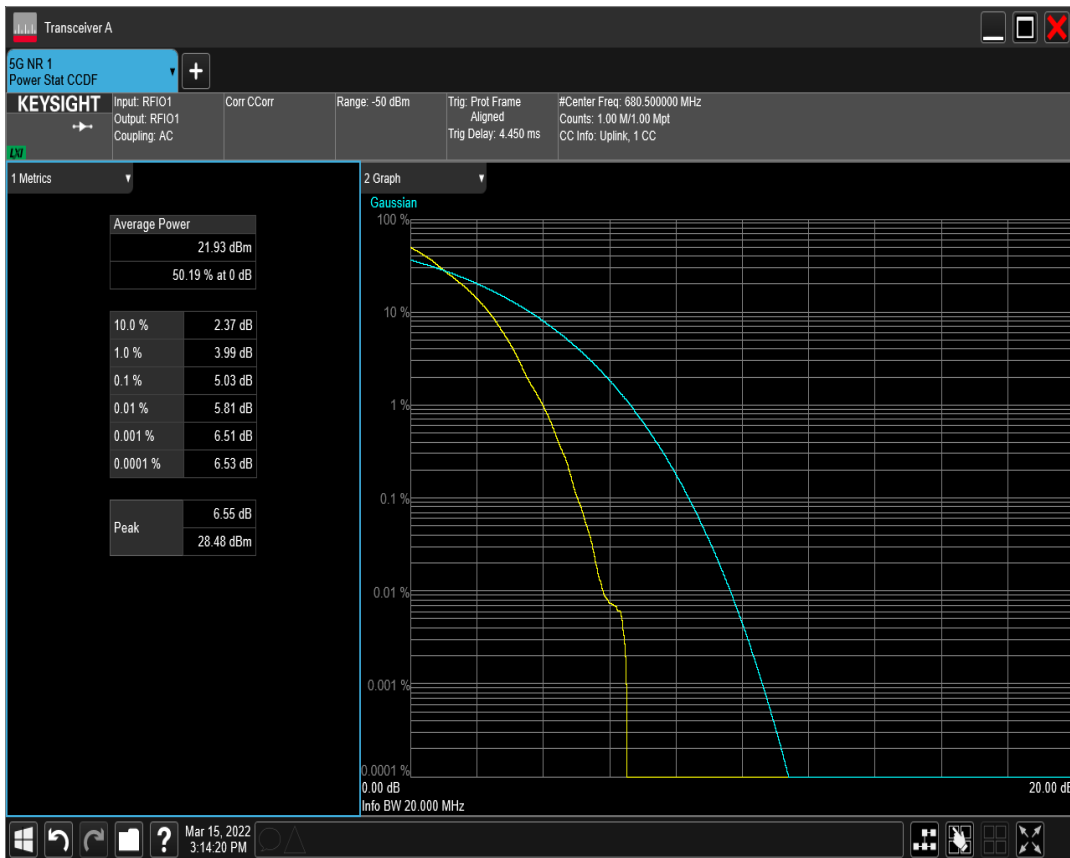 Transceiver A
5G NR 1
Power Stat CCDF
KEYSIGHT
LXI
Input: RFIO1
Output: RFIO1
Coupling: AC
Corr CCorr
Range: -50 dBm
Trig: Prot Frame
Aligned
Trig Delay: 4.450 ms
#Center Freq: 680.500000 MHz
Counts: 1.00 M/1.00 Mpt
CC Info: Uplink, 1 CC
1 Metrics
Average Power
21.93 dBm
50.19 % at 0 dB
10.0 % 2.37 dB
1.0 % 3.99 dB
0.1 % 5.03 dB
0.01 % 5.81 dB
0.001 % 6.51 dB
0.0001 % 6.53 dB
Peak
6.55 dB
28.48 dBm
2 Graph
Gaussian
100 %
10 %
1 %
0.1 %
0.01 %
0.001 %
0.0001 %
0.00 dB 20.00 dB
Info BW 20.000 MHz
?
Mar 15, 2022
3:14:20 PM